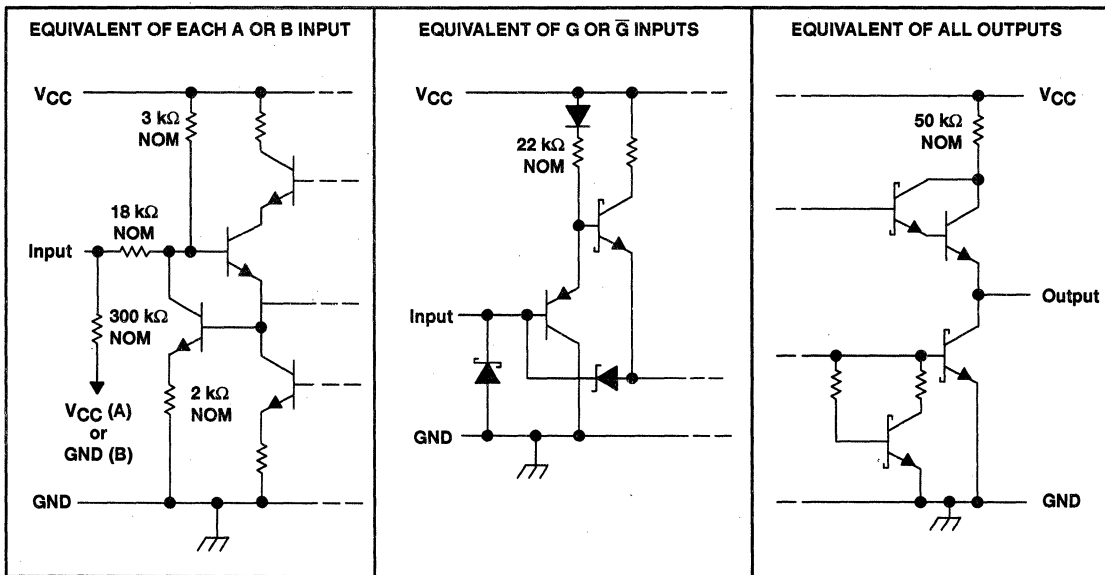 EQUIVALENT OF EACH A OR B INPUT
VCC
3 kΩ
NOM
18 kΩ
NOM
Input
300 kΩ
NOM
2 kΩ
NOM
VCC (A)
or
GND (B)
GND
EQUIVALENT OF G OR G̅ INPUTS
VCC
22 kΩ
NOM
Input
GND
EQUIVALENT OF ALL OUTPUTS
VCC
50 kΩ
NOM
Output
GND